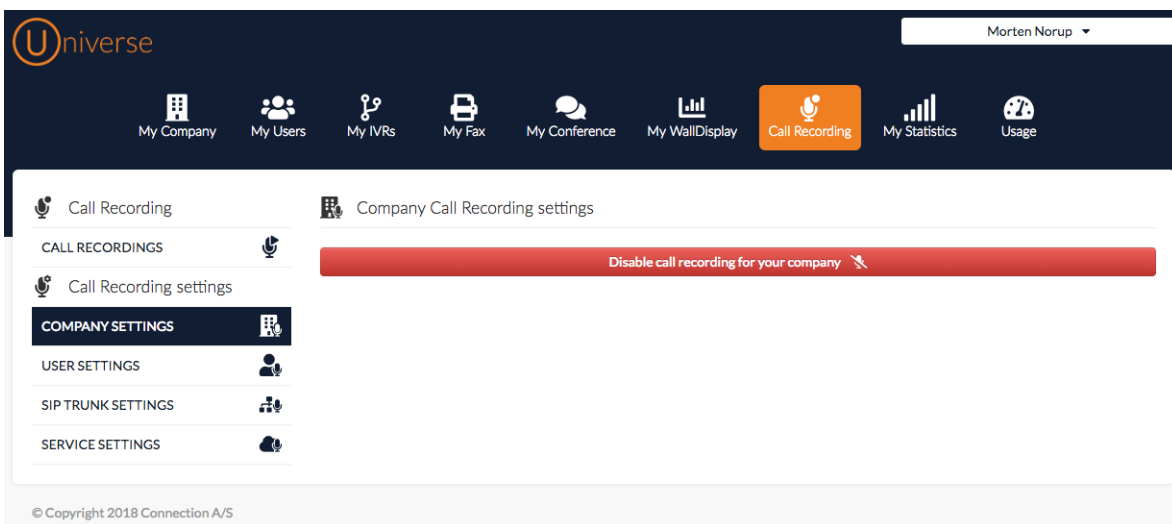 Universe
Morten Norup
My Company
My Users
My IVRs
My Fax
My Conference
My WallDisplay
Call Recording
My Statistics
Usage
Call Recording
CALL RECORDINGS
Call Recording settings
COMPANY SETTINGS
USER SETTINGS
SIP TRUNK SETTINGS
SERVICE SETTINGS
Company Call Recording settings
Disable call recording for your company
© Copyright 2018 Connection A/S